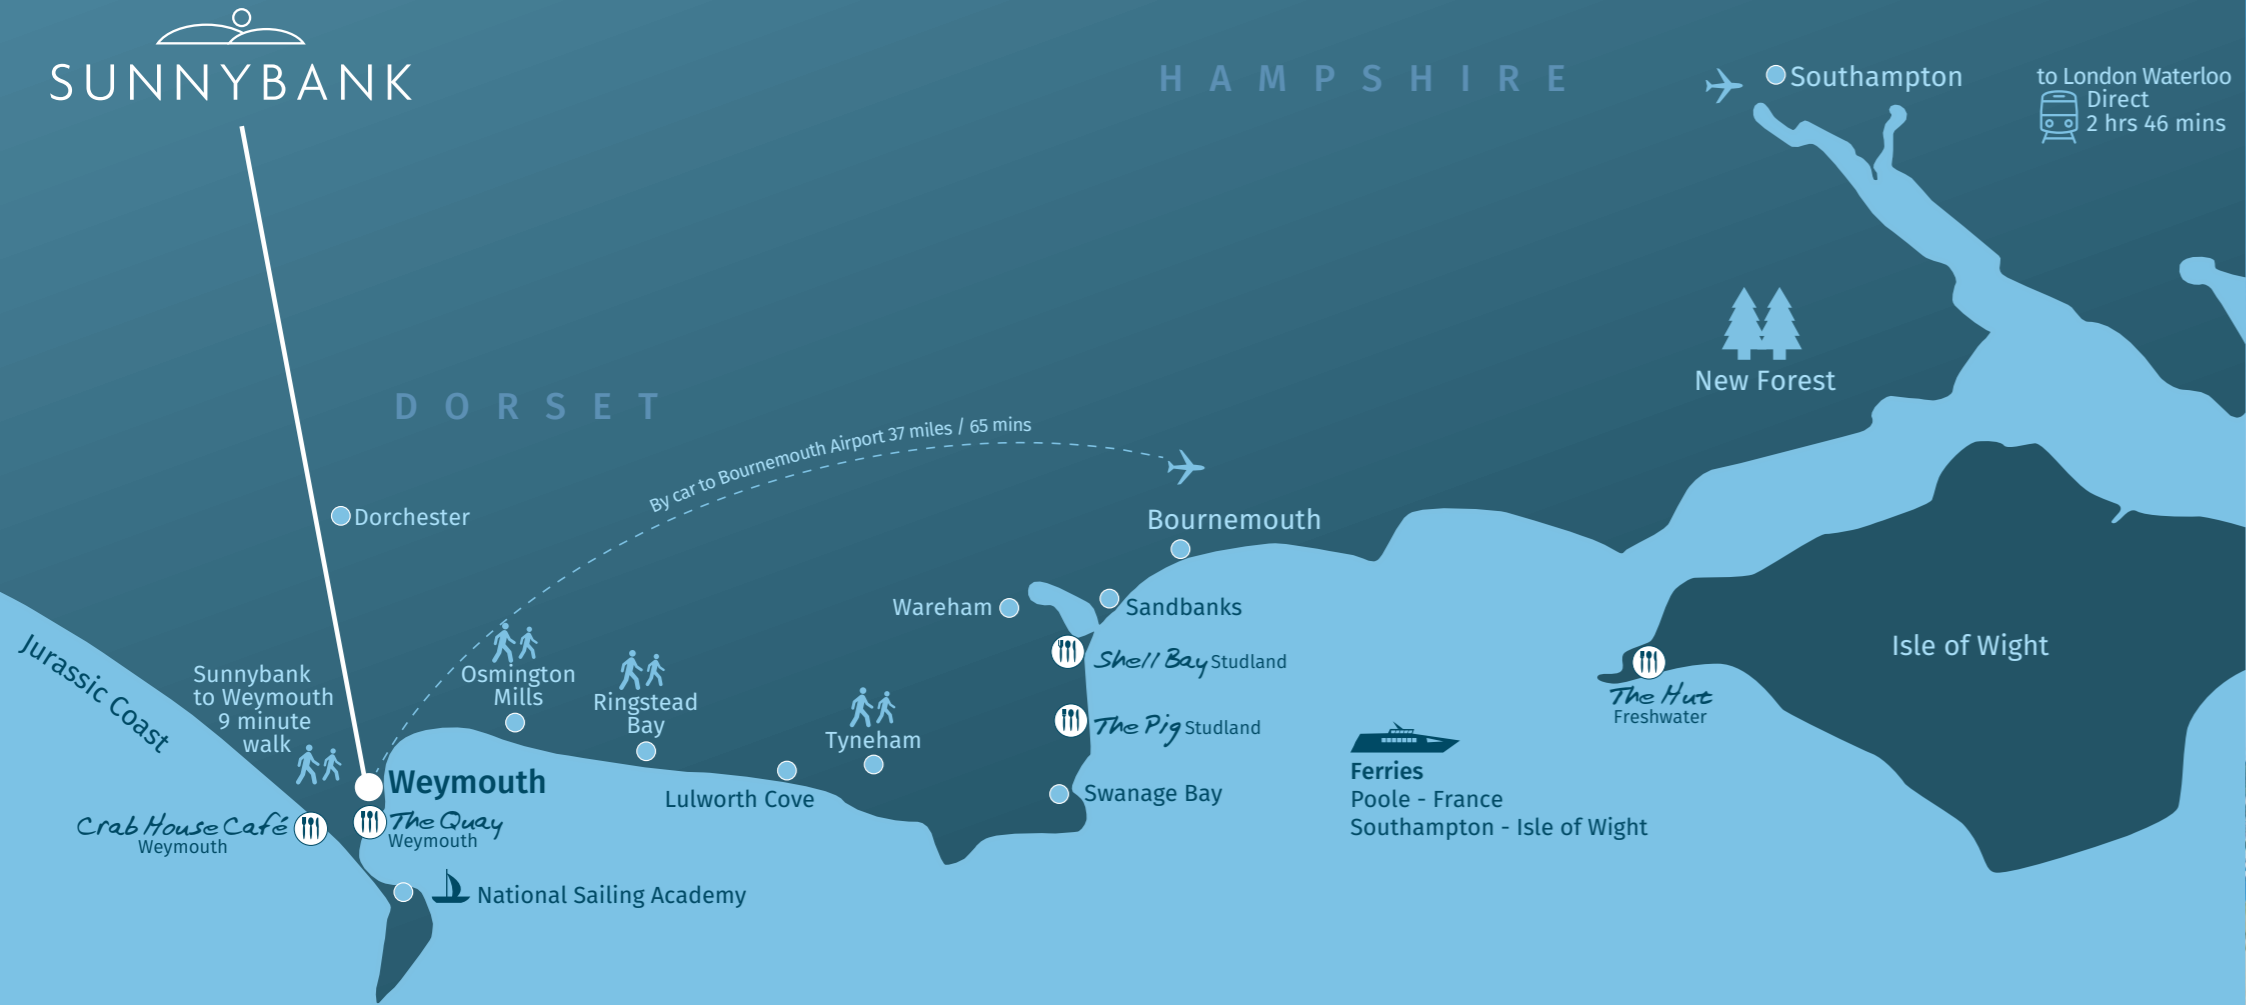 SUNNYBANK
HAMPSHIRE
Southampton
to London Waterloo
Direct
2 hrs 46 mins
New Forest
DORSET
By car to Bournemouth Airport 37 miles / 65 mins
Dorchester
Bournemouth
Wareham
Sandbanks
Jurassic Coast
Sunnybank
to Weymouth
9 minute
walk
Osmington
Mills
Ringstead
Bay
Tyneham
Shell Bay Studland
The Pig Studland
Isle of Wight
The Hut
Freshwater
Weymouth
Lulworth Cove
Swanage Bay
Ferries
Poole - France
Southampton - Isle of Wight
Crab House Café
Weymouth
The Quay
Weymouth
National Sailing Academy